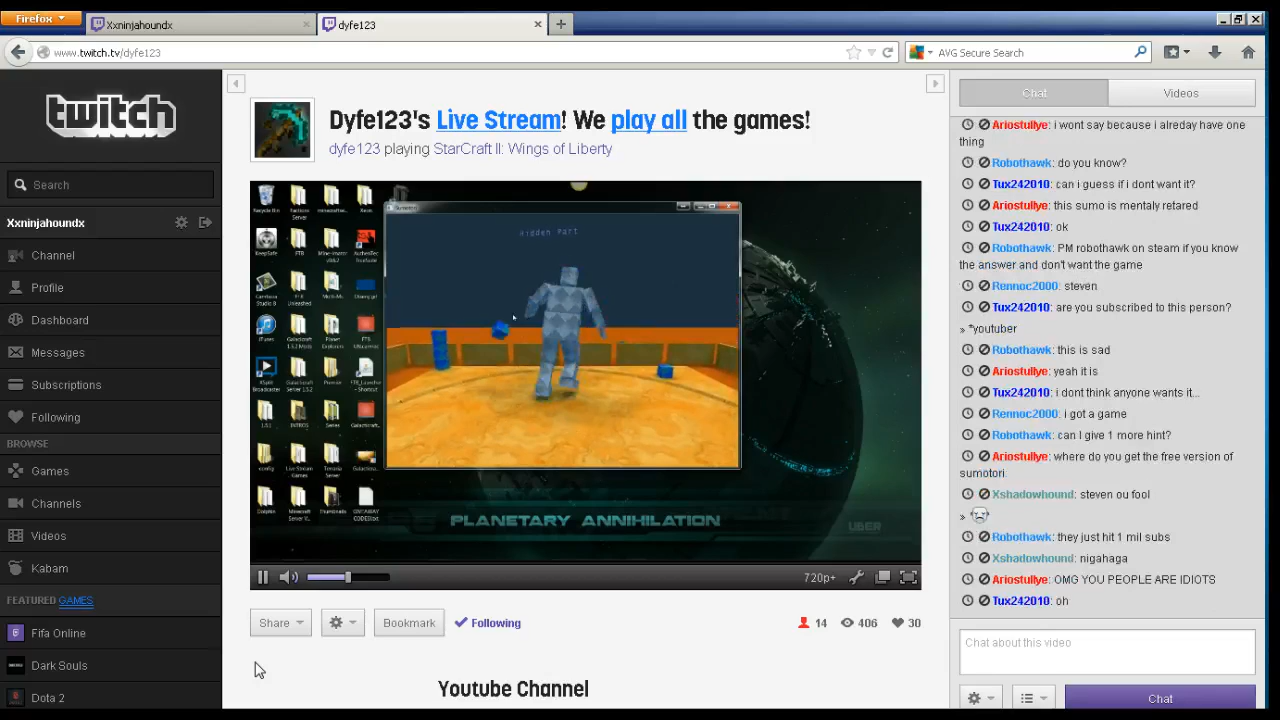 Firefox
Xxninjahoundx
dyfe123
www.twitch.tv/dyfe123
AVG Secure Search
twitch
Search
Xxninjahoundx
Channel
Profile
Dashboard
Messages
Subscriptions
Following
BROWSE
Games
Channels
Videos
Kabam
FEATURED GAMES
Fifa Online
Dark Souls
Dota 2
Dyfe123's Live Stream! We play all the games!
dyfe123 playing StarCraft II: Wings of Liberty
Hidden Part
PLANETARY ANNIHILATION
UBER
720p+
Share
Bookmark
Following
14
406
30
Youtube Channel
Chat
Videos
Ariostullye: i wont say because i alreday have one
thing
Robothawk: do you know?
Tux242010: can i guess if i dont want it?
Ariostullye: this sumo is mentaly retared
Tux242010: ok
Robothawk: PM robothawk on steam if you know
the answer and don't want the game
Rennoc2000: steven
Tux242010: are you subscribed to this person?
» *youtuber
Robothawk: this is sad
Ariostullye: yeah it is
Tux242010: i dont think anyone wants it...
Rennoc2000: i got a game
Robothawk: can I give 1 more hint?
Ariostullye: where do you get the free version of
sumotori
Xshadowhound: steven ou fool
»
Robothawk: they just hit 1 mil subs
Xshadowhound: nigahaga
Ariostullye: OMG YOU PEOPLE ARE IDIOTS
Tux242010: oh
Chat about this video
Chat